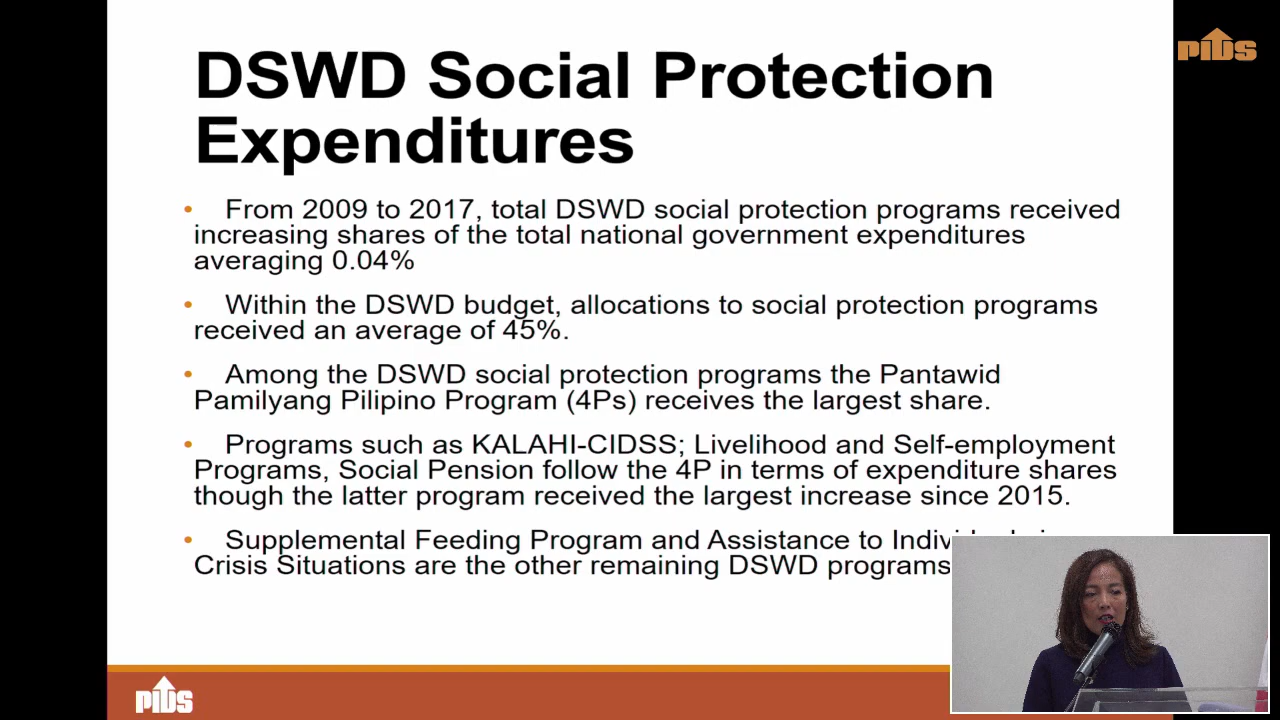 DSWD Social Protection
Expenditures
• From 2009 to 2017, total DSWD social protection programs received
increasing shares of the total national government expenditures
averaging 0.04%
• Within the DSWD budget, allocations to social protection programs
received an average of 45%.
• Among the DSWD social protection programs the Pantawid
Pamilyang Pilipino Program (4Ps) receives the largest share.
• Programs such as KALAHI-CIDSS; Livelihood and Self-employment
Programs, Social Pension follow the 4P in terms of expenditure shares
though the latter program received the largest increase since 2015.
• Supplemental Feeding Program and Assistance to
Crisis Situations are the other remaining DSWD programs
PIDS
PIDS